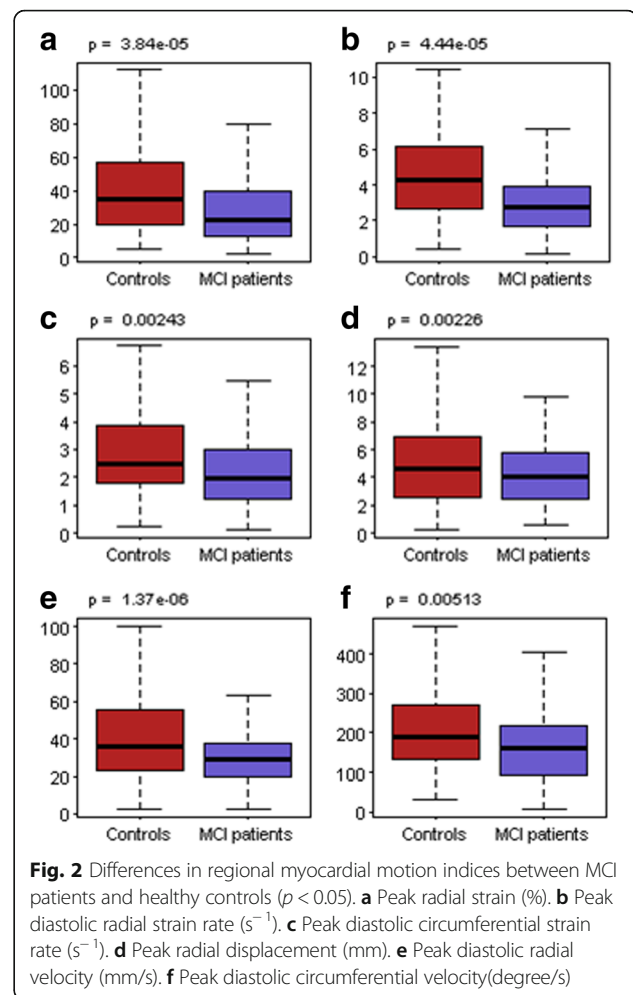 a p = 3.84e-05
100
80
60
40
20
0
Controls MCI patients
b p = 4.44e-05
10
8
6
4
2
0
Controls MCI patients
c p = 0.00243
6
5
4
3
2
1
0
Controls MCI patients
d p = 0.00226
12
10
8
6
4
2
0
Controls MCI patients
e p = 1.37e-06
100
80
60
40
20
0
Controls MCI patients
f p = 0.00513
400
300
200
100
0
Controls MCI patients
Fig. 2 Differences in regional myocardial motion indices between MCI
patients and healthy controls (p < 0.05). a Peak radial strain (%). b Peak
diastolic radial strain rate (s⁻¹). c Peak diastolic circumferential strain
rate (s⁻¹). d Peak radial displacement (mm). e Peak diastolic radial
velocity (mm/s). f Peak diastolic circumferential velocity(degree/s)